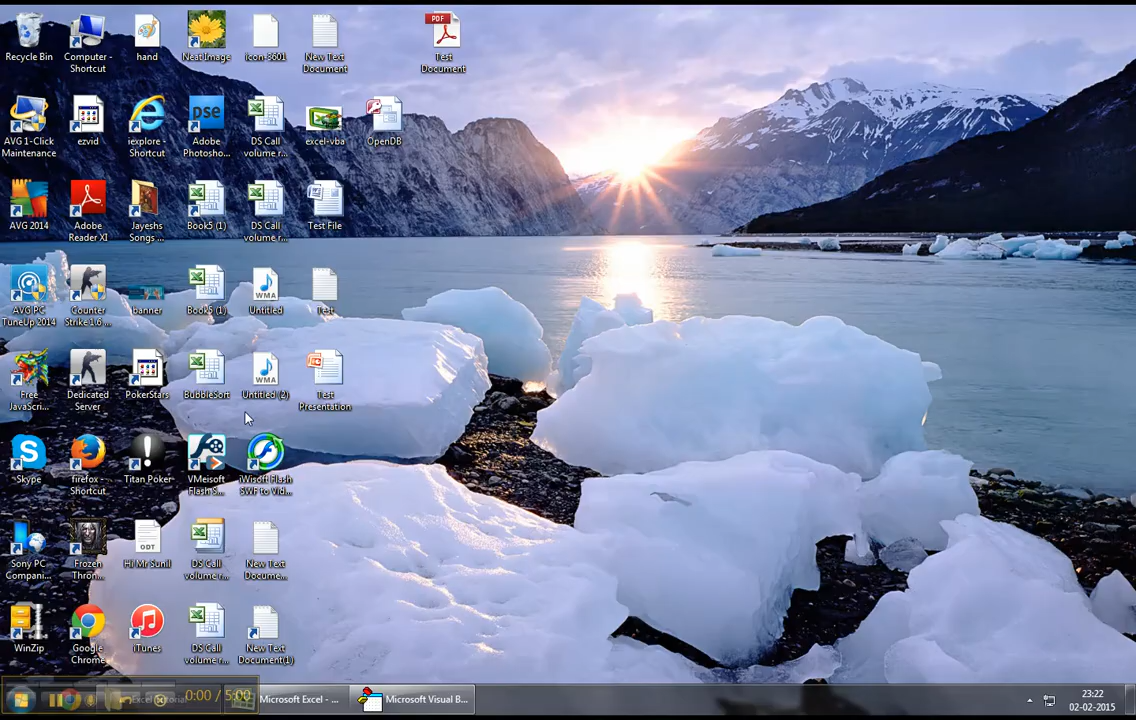 Recycle Bin
Computer -
Shortcut
hand
NeatImage
icon-3601
New Text
Document
PDF
Test
Document
AVG 1-Click
Maintenance
ezvid
iexplore -
Shortcut
pse
Adobe
Photosho...
DS Call
volume r...
excel-vba
OpenDB
AVG 2014
Adobe
Reader XI
Jayeshs
Songs ...
Book5 (1)
DS Call
volume r...
Test File
AVG PC
TuneUp 2014
Counter
Strike 1.6 ...
banner
Book5 (1)
WMA
Untitled
Test
Free
JavaScri...
Dedicated
Server
PokerStars
BubbleSort
WMA
Untitled (2)
Test
Presentation
Skype
firefox -
Shortcut
Titan Poker
VMeisoft
Flash S...
iWisoft Flash
SWF to Vid...
Sony PC
Compani...
Frozen
Thron...
ODT
Hi Mr Sunil
DS Call
volume r...
New Text
Docume...
WinZip
Google
Chrome
iTunes
DS Call
volume r...
New Text
Document(1)
Excel Tutorial
0:00 / 5:00
Microsoft Excel - ...
Microsoft Visual B...
23:22
02-02-2015